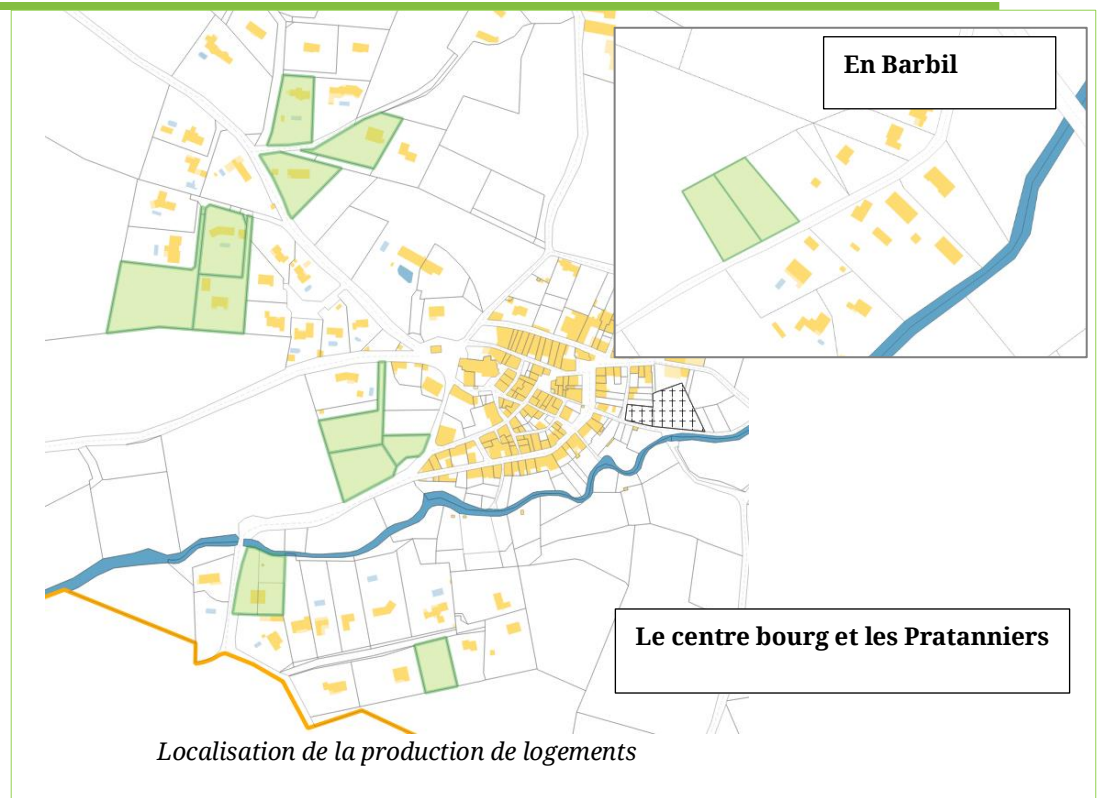 En Barbil
Le centre bourg et les Pratanniers
Localisation de la production de logements